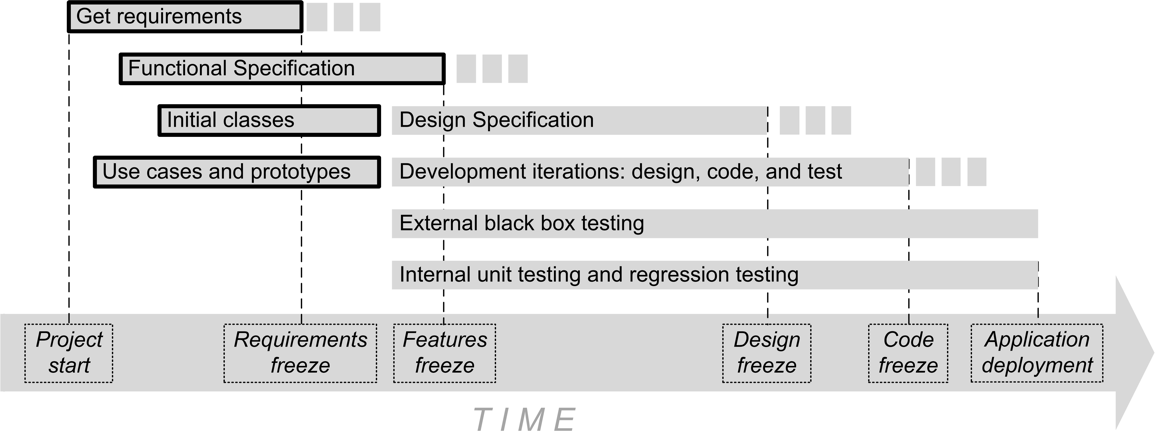 Get requirements
Functional Specification
Initial classes
Design Specification
Use cases and prototypes
Development iterations: design, code, and test
External black box testing
Internal unit testing and regression testing
Project
start
Requirements
freeze
Features
freeze
Design
freeze
Code
freeze
Application
deployment
TIME